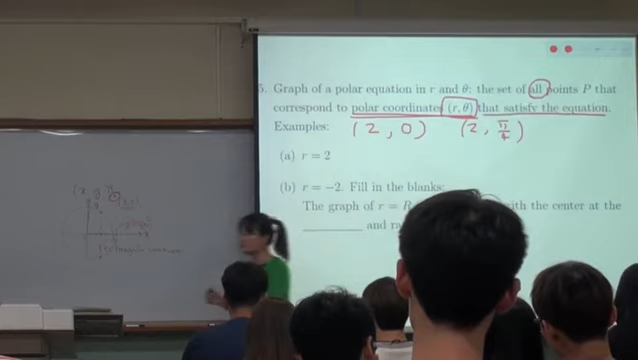 5. Graph of a polar equation in r and θ: the set of all points P that
correspond to polar coordinates (r, θ) that satisfy the equation.
Examples: (2, 0) (2, π/4)
(a) r = 2
(b) r = −2. Fill in the blanks:
The graph of r = with the center at the
and